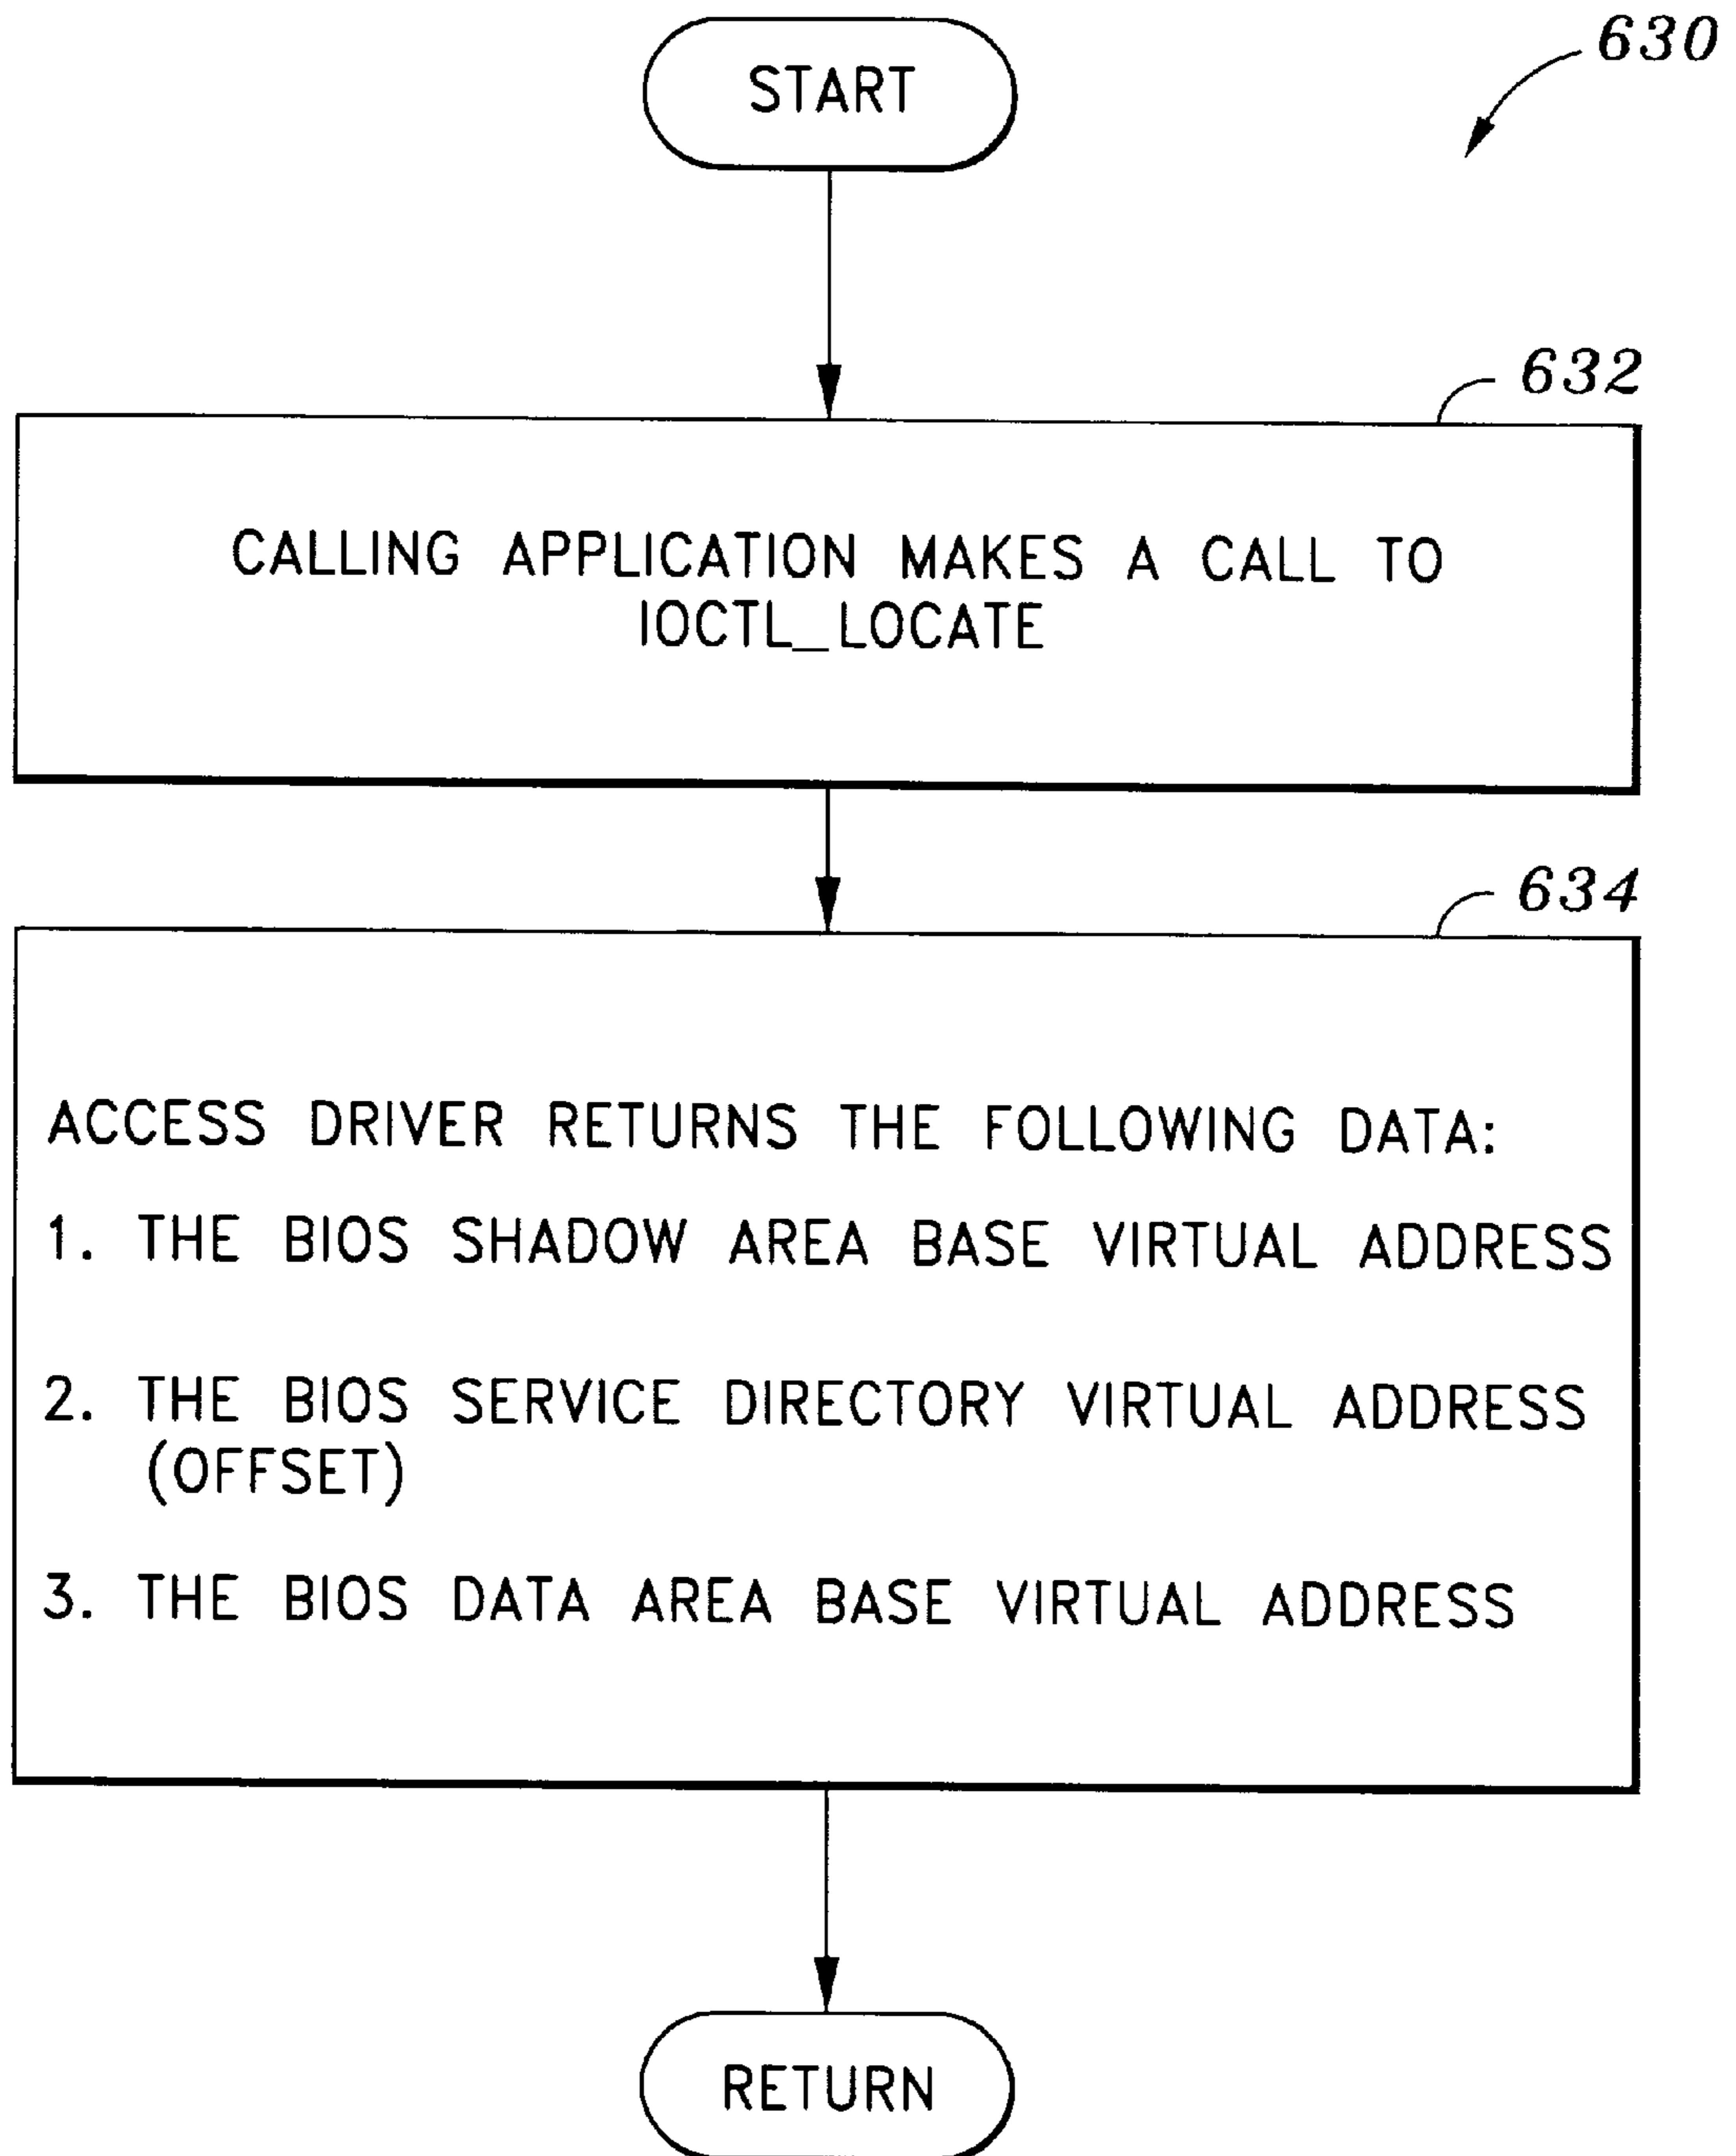 START
630
632
CALLING APPLICATION MAKES A CALL TO
IOCTL_LOCATE
634
ACCESS DRIVER RETURNS THE FOLLOWING DATA:
1. THE BIOS SHADOW AREA BASE VIRTUAL ADDRESS
2. THE BIOS SERVICE DIRECTORY VIRTUAL ADDRESS
(OFFSET)
3. THE BIOS DATA AREA BASE VIRTUAL ADDRESS
RETURN